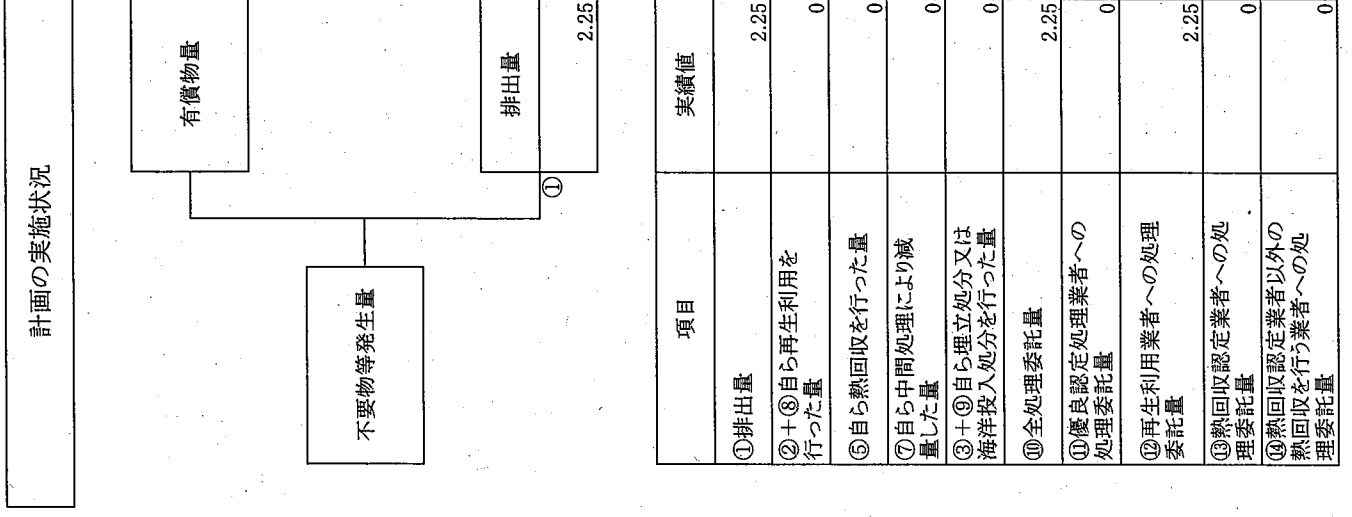 計画の実施状況
有償物量
不要物等発生量
排出量
①
2.25
項目
実績値
①排出量
2.25
②+⑧自ら再生利用を
行った量
0
⑤自ら熱回収を行った量
0
⑦自ら中間処理により減
量した量
0
③+⑨自ら埋立処分又は
海洋投入処分を行った量
0
⑩全処理委託量
2.25
⑪優良認定処理業者への
処理委託量
0
⑫再生利用業者への処理
委託量
2.25
⑬熱回収認定業者への処
理委託量
0
⑭熱回収認定業者以外の
熱回収を行う業者への処
理委託量
0